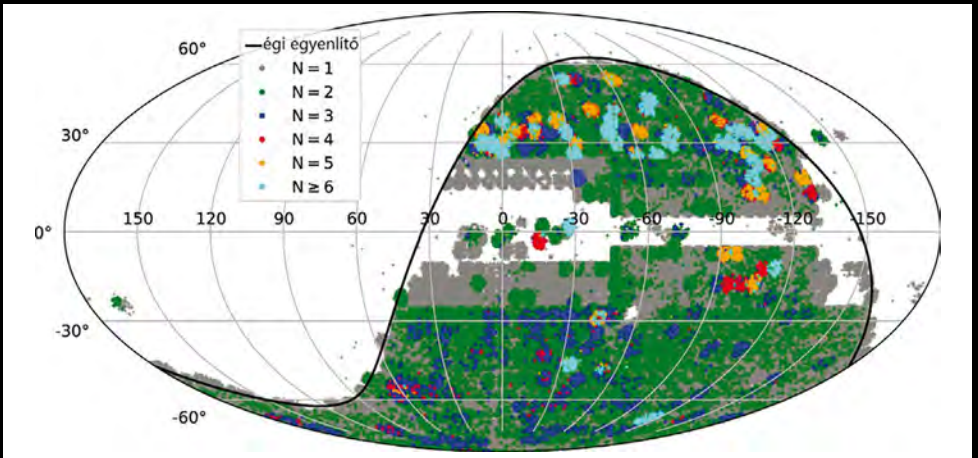 60°
—égi egyenlítő
N = 1
N = 2
N = 3
30°
N = 4
N = 5
N ≥ 6
150 120 90 60 30 0 -30 -60 -90 -120 -150
0°
-30°
-60°